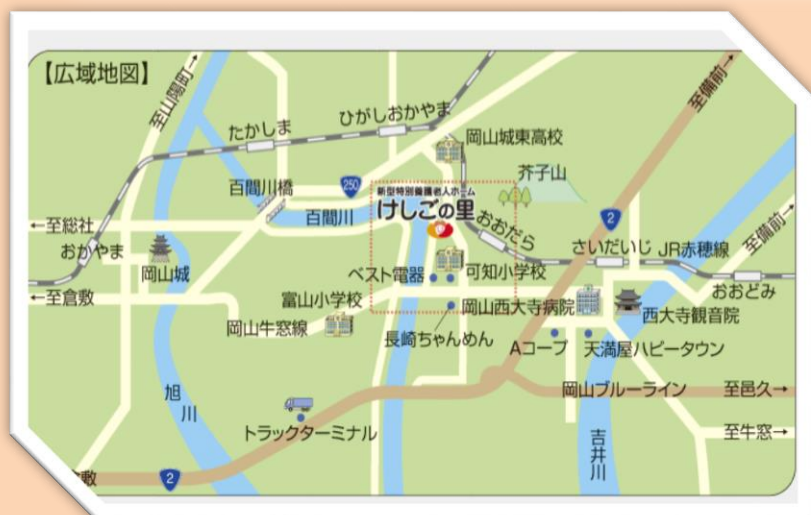 【広域地図】
至山陽町→
至備前→
たかしま
ひがしおかやま
岡山城東高校
芥子山
250
新型特別養護老人ホーム
けしごの里
百間川橋
百間川
おおだら
2
←至総社
おかやま
岡山城
さいだいじ
JR赤穂線
至備前→
ベスト電器
可知小学校
おおどみ
←至倉敷
富山小学校
岡山西大寺病院
西大寺観音院
岡山牛窓線
長崎ちゃんめん
Aコープ
天満屋ハピータウン
旭川
岡山ブルーライン
至邑久→
トラックターミナル
吉井川
至牛窓→
倉敷
2